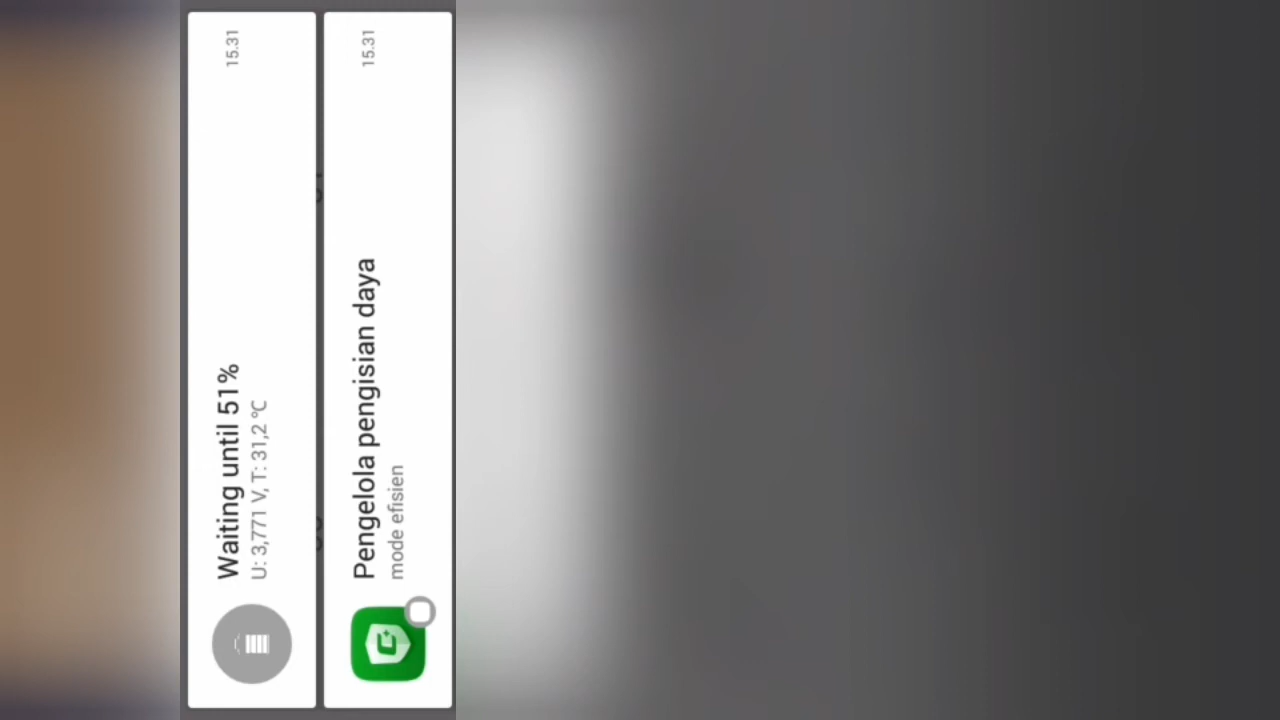 Waiting until 51%
15.31
U: 3,771 V, T: 31,2 °C
Pengelola pengisian daya
15.31
mode efisien